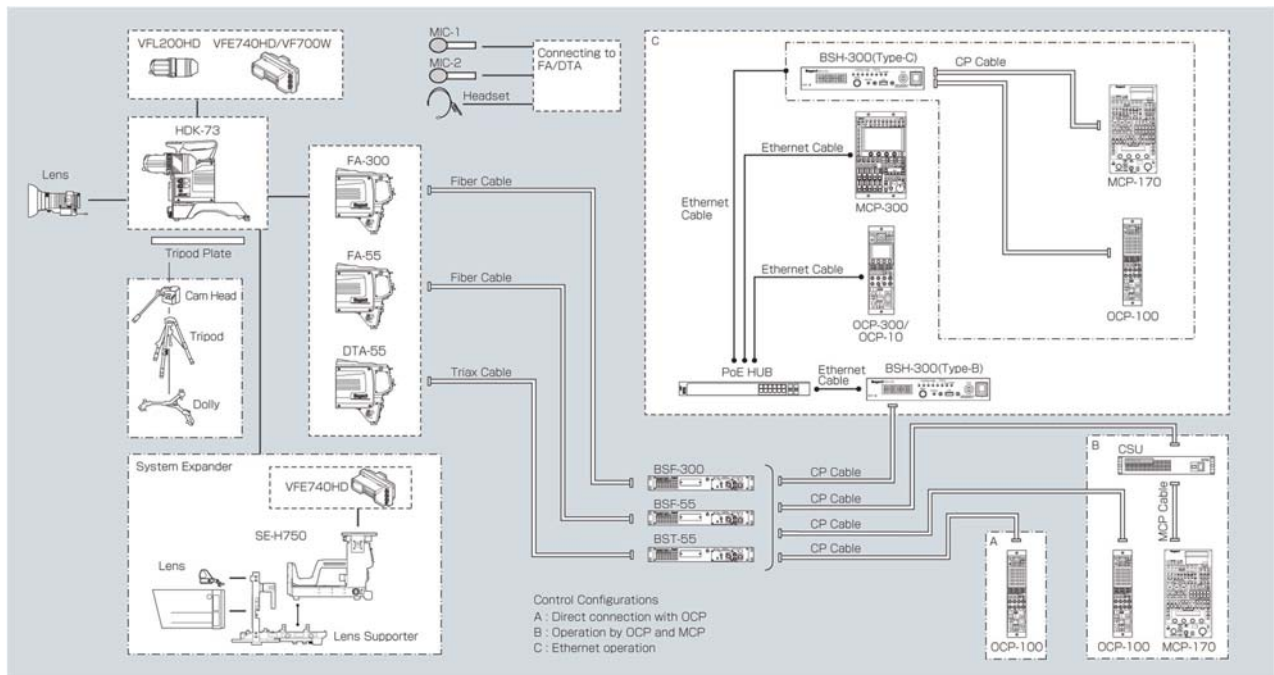 VFL200HD
VFE740HD/VF700W
HDK-73
Lens
Tripod Plate
Cam Head
Tripod
Dolly
MIC-1
MIC-2
Headset
Connecting to
FA/DTA
FA-300
FA-55
DTA-55
Fiber Cable
Fiber Cable
Triax Cable
System Expander
VFE740HD
SE-H750
Lens
Lens Supporter
BSF-300
BSF-55
BST-55
CP Cable
CP Cable
CP Cable
CP Cable
Control Configurations
A : Direct connection with OCP
B : Operation by OCP and MCP
C : Ethernet operation
C
BSH-300(Type-C)
CP Cable
MCP-170
OCP-100
Ethernet Cable
MCP-300
Ethernet
Cable
Ethernet Cable
OCP-300/
OCP-10
PoE HUB
Ethernet
Cable
BSH-300(Type-B)
A
OCP-100
B
CSU
MCP Cable
OCP-100
MCP-170